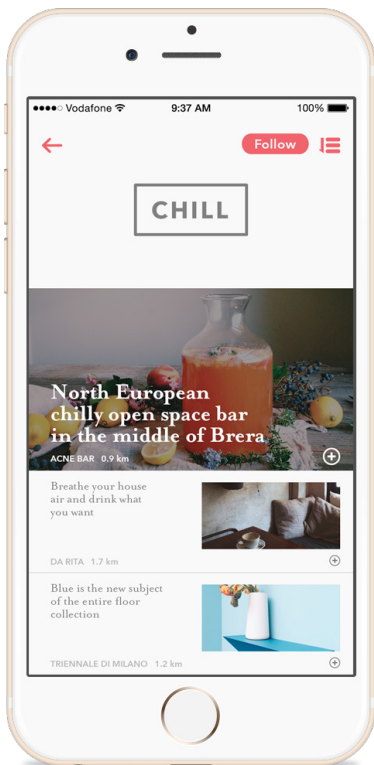 Vodafone 9:37 AM 100%
Follow
CHILL
North European
chilly open space bar
in the middle of Brera
ACNE BAR 0.9 km
Breathe your house
air and drink what
you want
DA RITA 1.7 km
Blue is the new subject
of the entire floor
collection
TRIENNALE DI MILANO 1.2 km